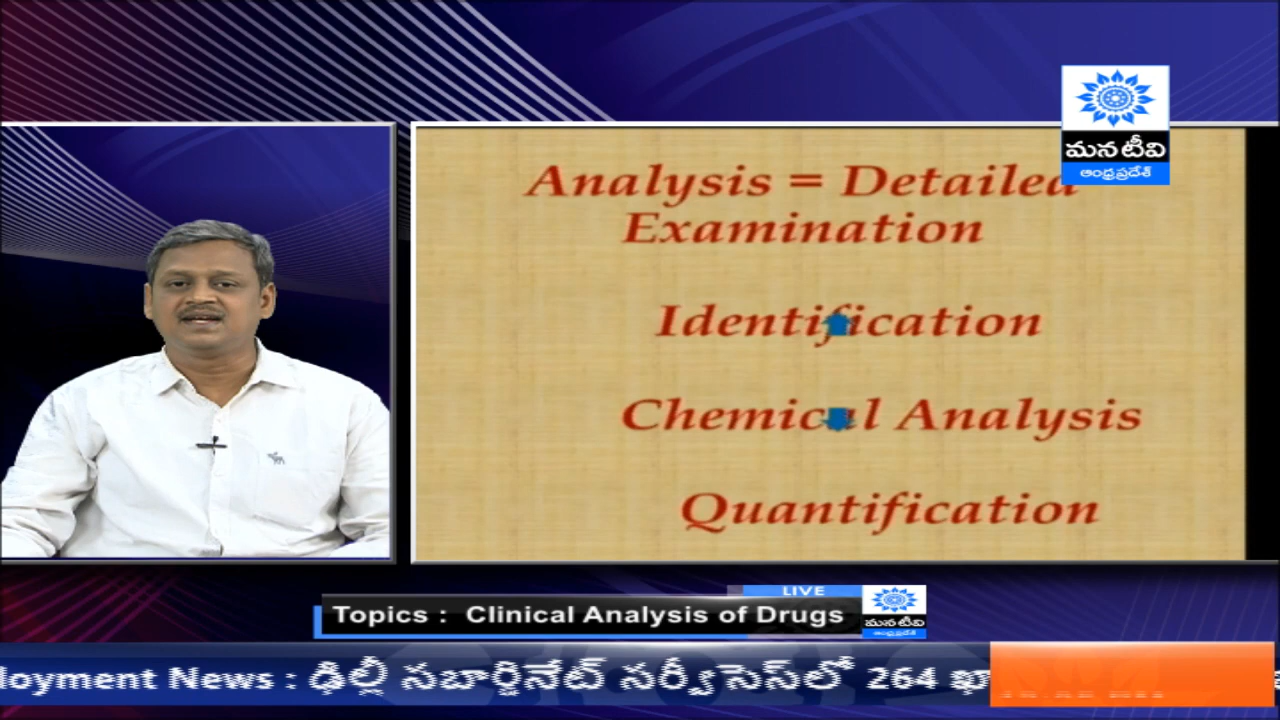 మన టీవి
ఆంధ్రప్రదేశ్
Analysis = Detailed
Examination
Identification
Chemical Analysis
Quantification
LIVE
Topics : Clinical Analysis of Drugs
మన టీవి
ఆంధ్రప్రదేశ్
loyment News : ఢిల్లీ సబార్డినేట్ సర్వీసెస్‌లో 264